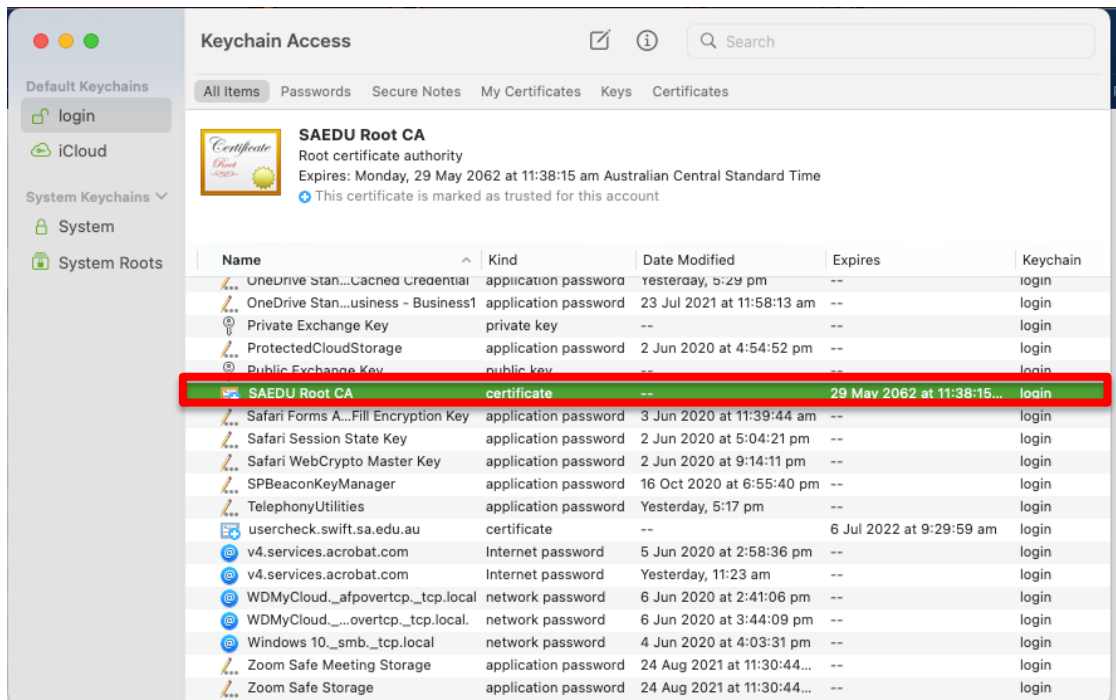 Keychain Access
Search
Default Keychains
login
iCloud
System Keychains
System
System Roots
All Items Passwords Secure Notes My Certificates Keys Certificates
Certificate
Root
SAEDU Root CA
Root certificate authority
Expires: Monday, 29 May 2062 at 11:38:15 am Australian Central Standard Time
This certificate is marked as trusted for this account
Name Kind Date Modified Expires Keychain
OneDrive Stan...Cached Credential application password Yesterday, 5:29 pm -- login
OneDrive Stan...usiness - Business1 application password 23 Jul 2021 at 11:58:13 am -- login
Private Exchange Key private key -- -- login
ProtectedCloudStorage application password 2 Jun 2020 at 4:54:52 pm -- login
Public Exchange Key public key -- -- login
SAEDU Root CA certificate -- 29 May 2062 at 11:38:15... login
Safari Forms A...Fill Encryption Key application password 3 Jun 2020 at 11:39:44 am -- login
Safari Session State Key application password 2 Jun 2020 at 5:04:21 pm -- login
Safari WebCrypto Master Key application password 2 Jun 2020 at 9:14:11 pm -- login
SPBeaconKeyManager application password 16 Oct 2020 at 6:55:40 pm -- login
TelephonyUtilities application password Yesterday, 5:17 pm -- login
usercheck.swift.sa.edu.au certificate -- 6 Jul 2022 at 9:29:59 am login
v4.services.acrobat.com Internet password 5 Jun 2020 at 2:58:36 pm -- login
v4.services.acrobat.com Internet password Yesterday, 11:23 am -- login
WDMyCloud._afpovertcp._tcp.local network password 6 Jun 2020 at 2:41:06 pm -- login
WDMyCloud._...overtcp._tcp.local. network password 6 Jun 2020 at 3:44:09 pm -- login
Windows 10._smb._tcp.local network password 4 Jun 2020 at 4:03:31 pm -- login
Zoom Safe Meeting Storage application password 24 Aug 2021 at 11:30:44... -- login
Zoom Safe Storage application password 24 Aug 2021 at 11:30:44... -- login